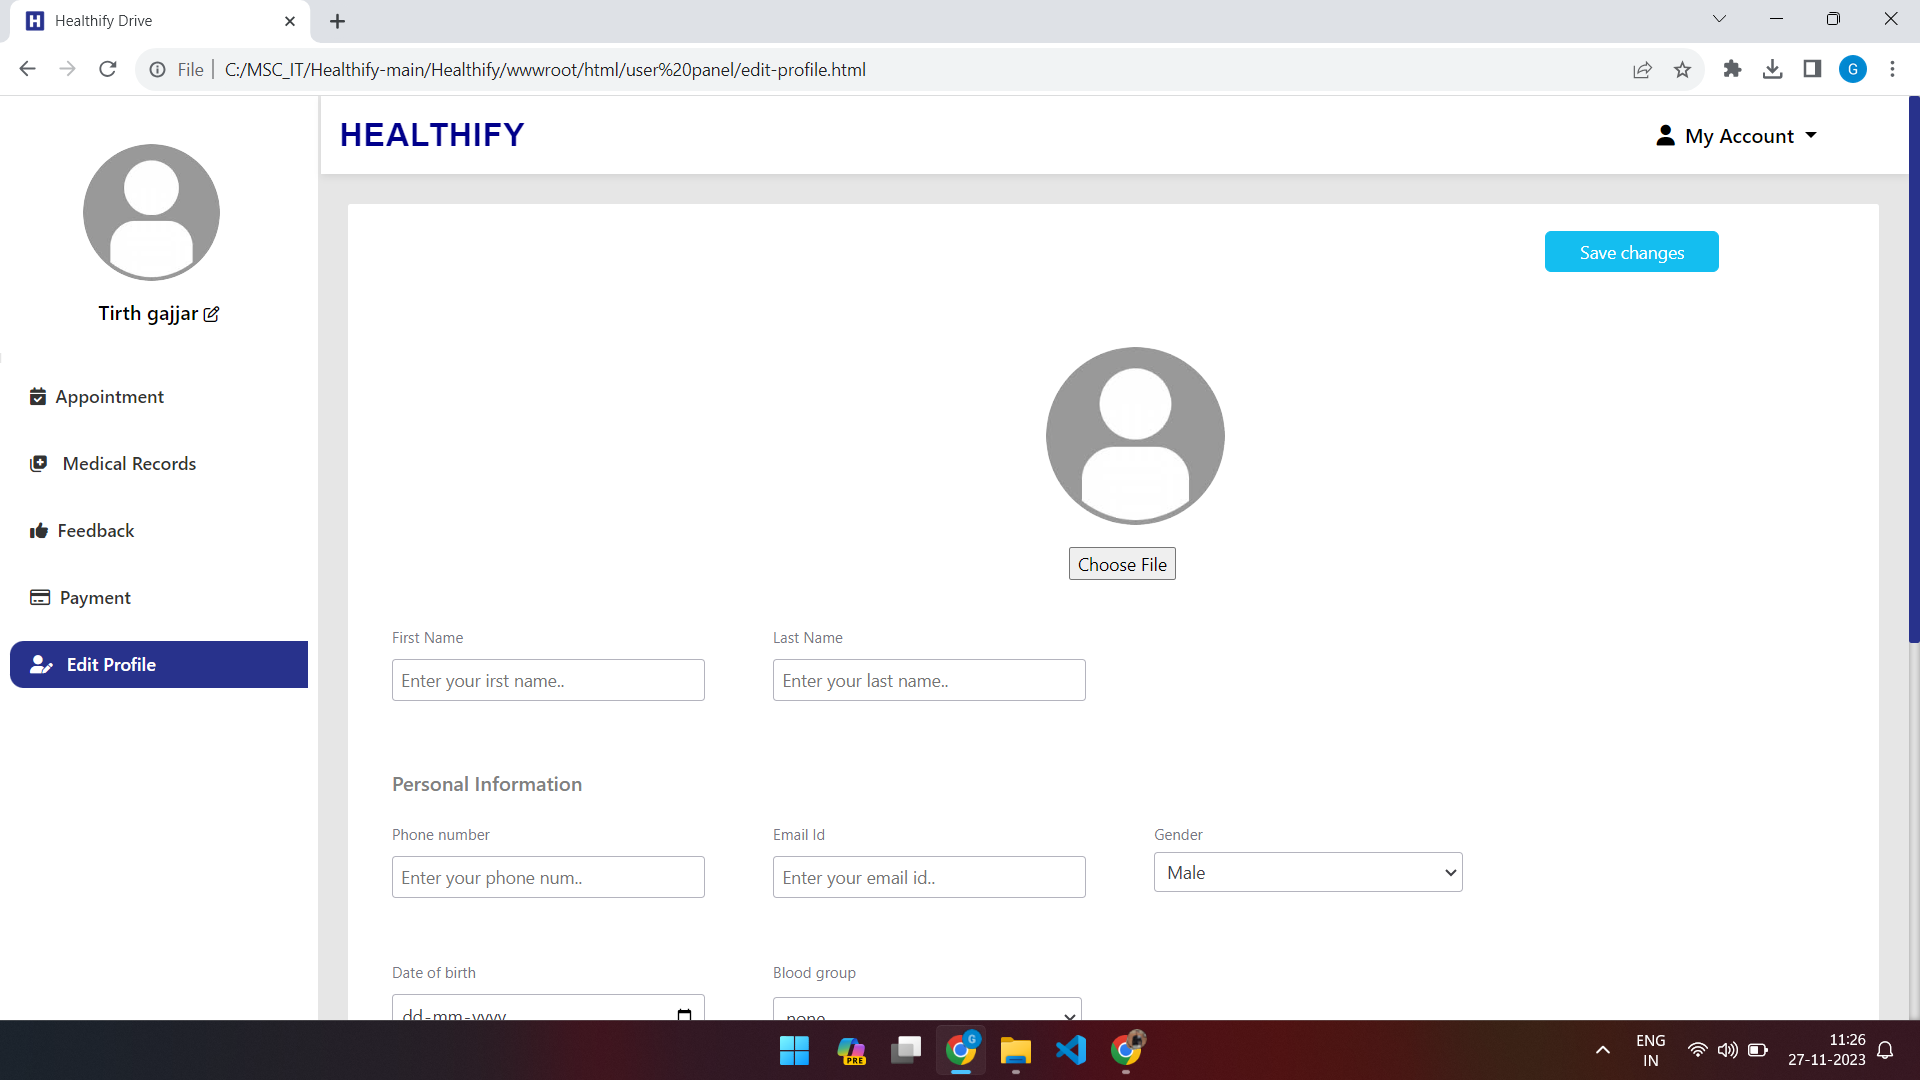 H Healthify Drive
File C:/MSC_IT/Healthify-main/Healthify/wwwroot/html/user%20panel/edit-profile.html
G
HEALTHIFY
My Account
Save changes
Tirth gajjar
Appointment
Medical Records
Feedback
Payment
Edit Profile
Choose File
First Name Last Name
Enter your irst name.. Enter your last name..
Personal Information
Phone number Email Id Gender
Enter your phone num.. Enter your email id.. Male
Date of birth Blood group
dd-mm-yyyy none
PRE G
ENG 11:26
IN 27-11-2023